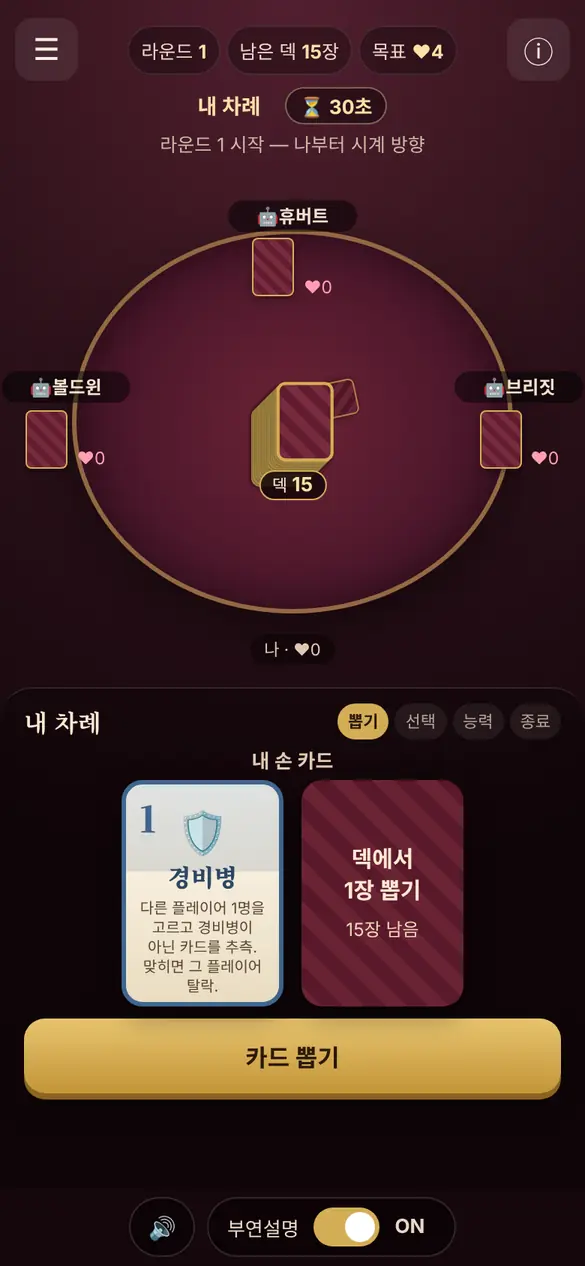 라운드 1 남은 덱 15장 목표 ♥4
내 차례 ⏳ 30초
라운드 1 시작 — 나부터 시계 방향
🤖휴버트
♥0
🤖볼드윈
♥0
🤖브리짓
♥0
덱 15
나 · ♥0
내 차례
뽑기 선택 능력 종료
내 손 카드
1
경비병
다른 플레이어 1명을
고르고 경비병이
아닌 카드를 추측.
맞히면 그 플레이어
탈락.
덱에서
1장 뽑기
15장 남음
카드 뽑기
부연설명 ON